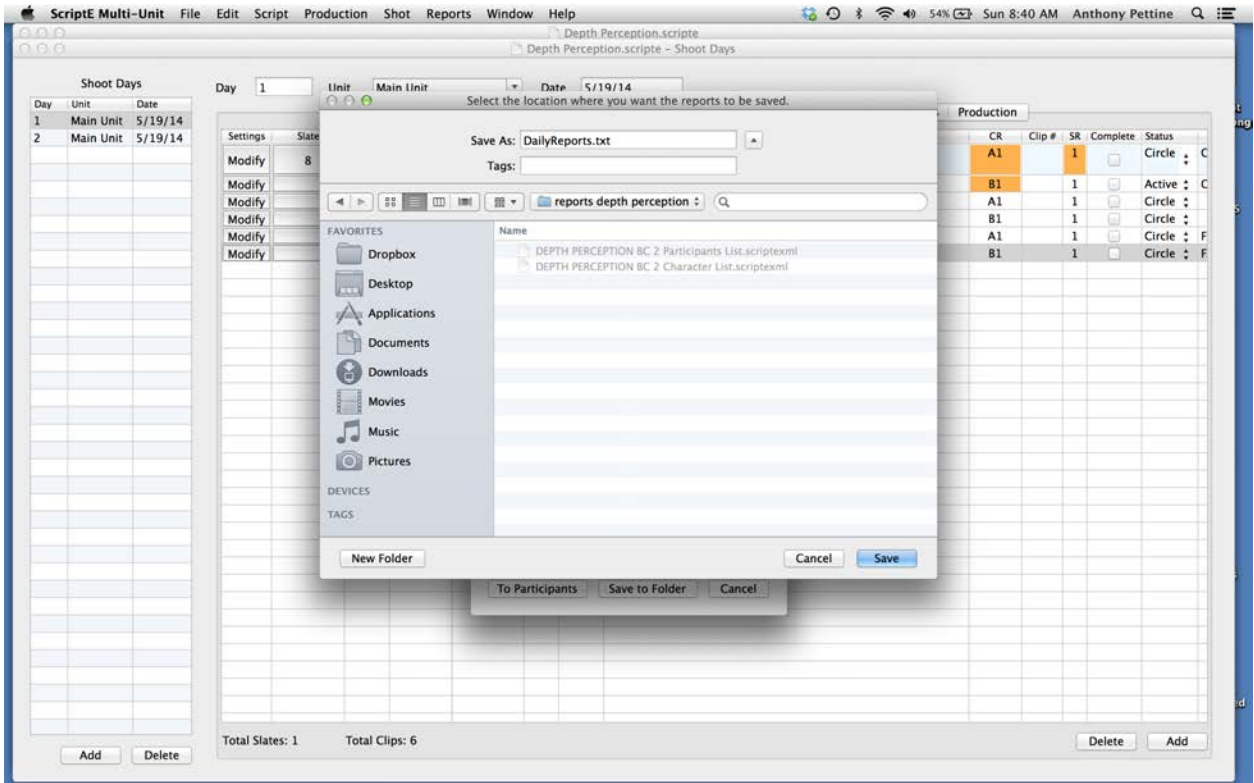 ScriptE Multi-Unit File Edit Script Production Shot Reports Window Help 54% Sun 8:40 AM Anthony Pettine
Depth Perception.scripte
Depth Perception.scripte – Shoot Days
Shoot Days
Day 1 Unit Main Unit Date 5/19/14
Day Unit Date
1 Main Unit 5/19/14
2 Main Unit 5/19/14
Select the location where you want the reports to be saved.
Production
Save As: DailyReports.txt
Tags:
reports depth perception
FAVORITES
Dropbox
Desktop
Applications
Documents
Downloads
Movies
Music
Pictures
DEVICES
TAGS
Name
DEPTH PERCEPTION BC 2 Participants List.scriptexml
DEPTH PERCEPTION BC 2 Character List.scriptexml
New Folder Cancel Save
To Participants Save to Folder Cancel
Settings Slate CR Clip # SR Complete Status
Modify 8 A1 1 Circle C
Modify B1 1 Active C
Modify A1 1 Circle
Modify B1 1 Circle
Modify A1 1 Circle F
Modify B1 1 Circle F
Total Slates: 1 Total Clips: 6
Delete Add
Add Delete